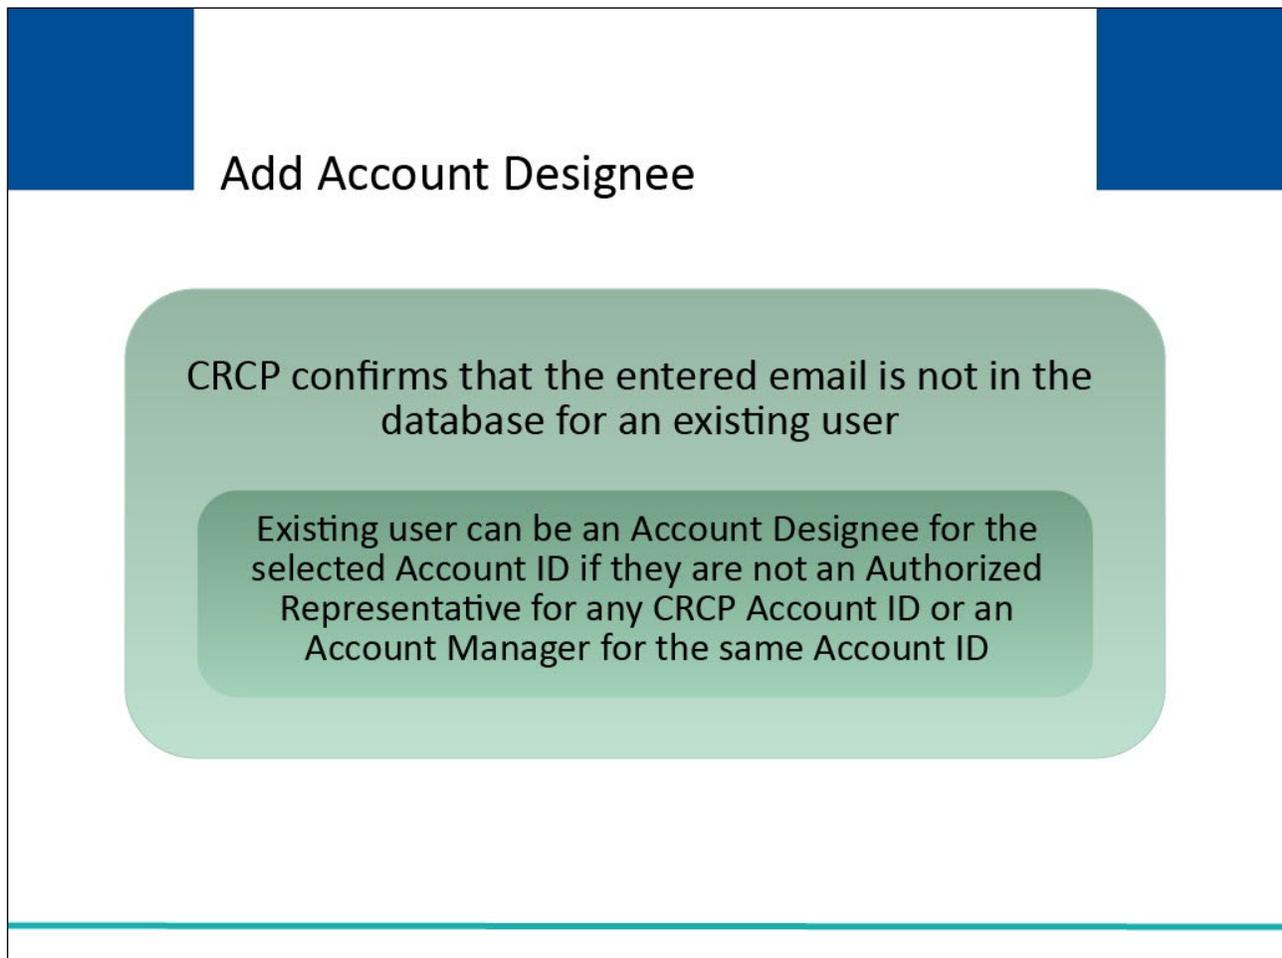 Add Account Designee
CRCP confirms that the entered email is not in the
database for an existing user
Existing user can be an Account Designee for the
selected Account ID if they are not an Authorized
Representative for any CRCP Account ID or an
Account Manager for the same Account ID